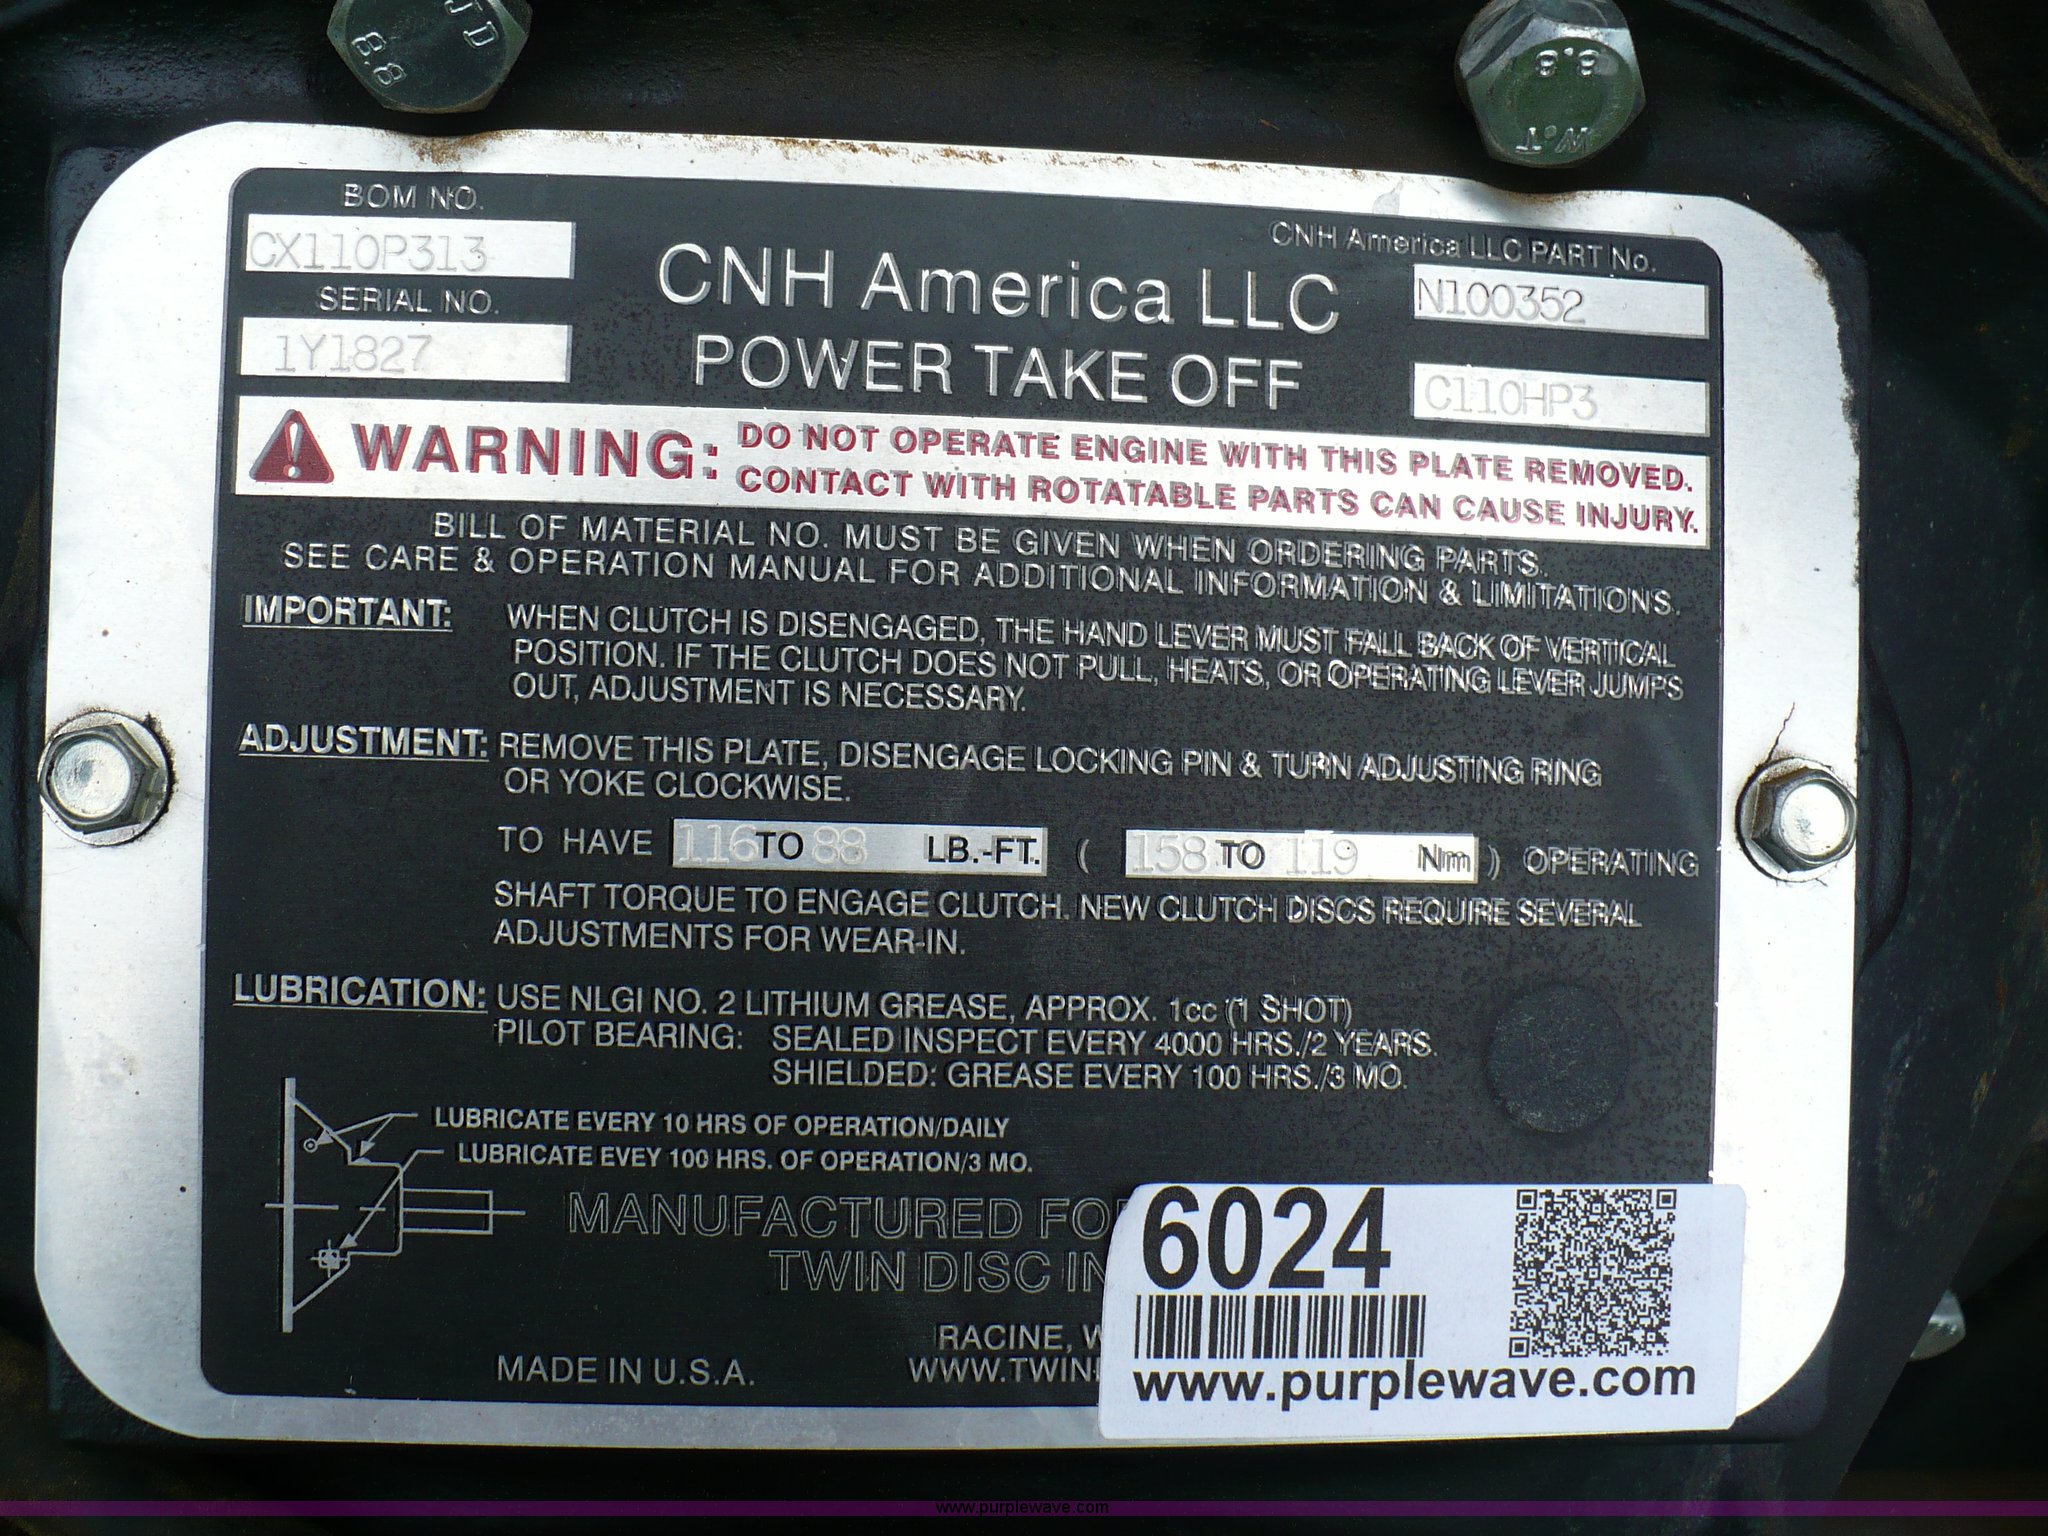 JD
8.8
8.8
W.T
BOM NO.
CX110P313
SERIAL NO.
1Y1827
CNH America LLC
POWER TAKE OFF
CNH America LLC PART No.
N100352
C110HP3
WARNING: DO NOT OPERATE ENGINE WITH THIS PLATE REMOVED.
CONTACT WITH ROTATABLE PARTS CAN CAUSE INJURY.
BILL OF MATERIAL NO. MUST BE GIVEN WHEN ORDERING PARTS.
SEE CARE & OPERATION MANUAL FOR ADDITIONAL INFORMATION & LIMITATIONS.
IMPORTANT: WHEN CLUTCH IS DISENGAGED, THE HAND LEVER MUST FALL BACK OF VERTICAL
POSITION. IF THE CLUTCH DOES NOT PULL, HEATS, OR OPERATING LEVER JUMPS
OUT, ADJUSTMENT IS NECESSARY.
ADJUSTMENT: REMOVE THIS PLATE, DISENGAGE LOCKING PIN & TURN ADJUSTING RING
OR YOKE CLOCKWISE.
TO HAVE 116 TO 88 LB.-FT. ( 158 TO 119 Nm ) OPERATING
SHAFT TORQUE TO ENGAGE CLUTCH. NEW CLUTCH DISCS REQUIRE SEVERAL
ADJUSTMENTS FOR WEAR-IN.
LUBRICATION: USE NLGI NO. 2 LITHIUM GREASE, APPROX. 1cc (1 SHOT)
PILOT BEARING: SEALED INSPECT EVERY 4000 HRS./2 YEARS.
SHIELDED: GREASE EVERY 100 HRS./3 MO.
LUBRICATE EVERY 10 HRS OF OPERATION/DAILY
LUBRICATE EVEY 100 HRS. OF OPERATION/3 MO.
MANUFACTURED FO
TWIN DISC IN
RACINE, W
MADE IN U.S.A.
WWW.TWIN
6024
www.purplewave.com
www.purplewave.com